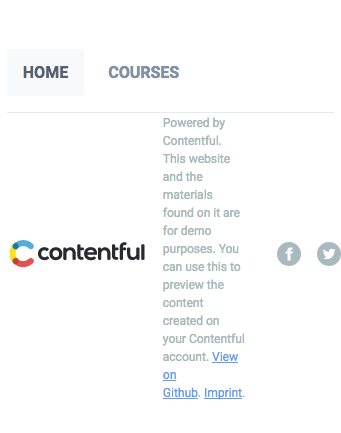 HOME COURSES
Powered by
Contentful.
This website
and the
materials
found on it are
for demo
purposes. You
can use this to
preview the
content
created on
your Contentful
account. View
on
Github. Imprint.
contentful